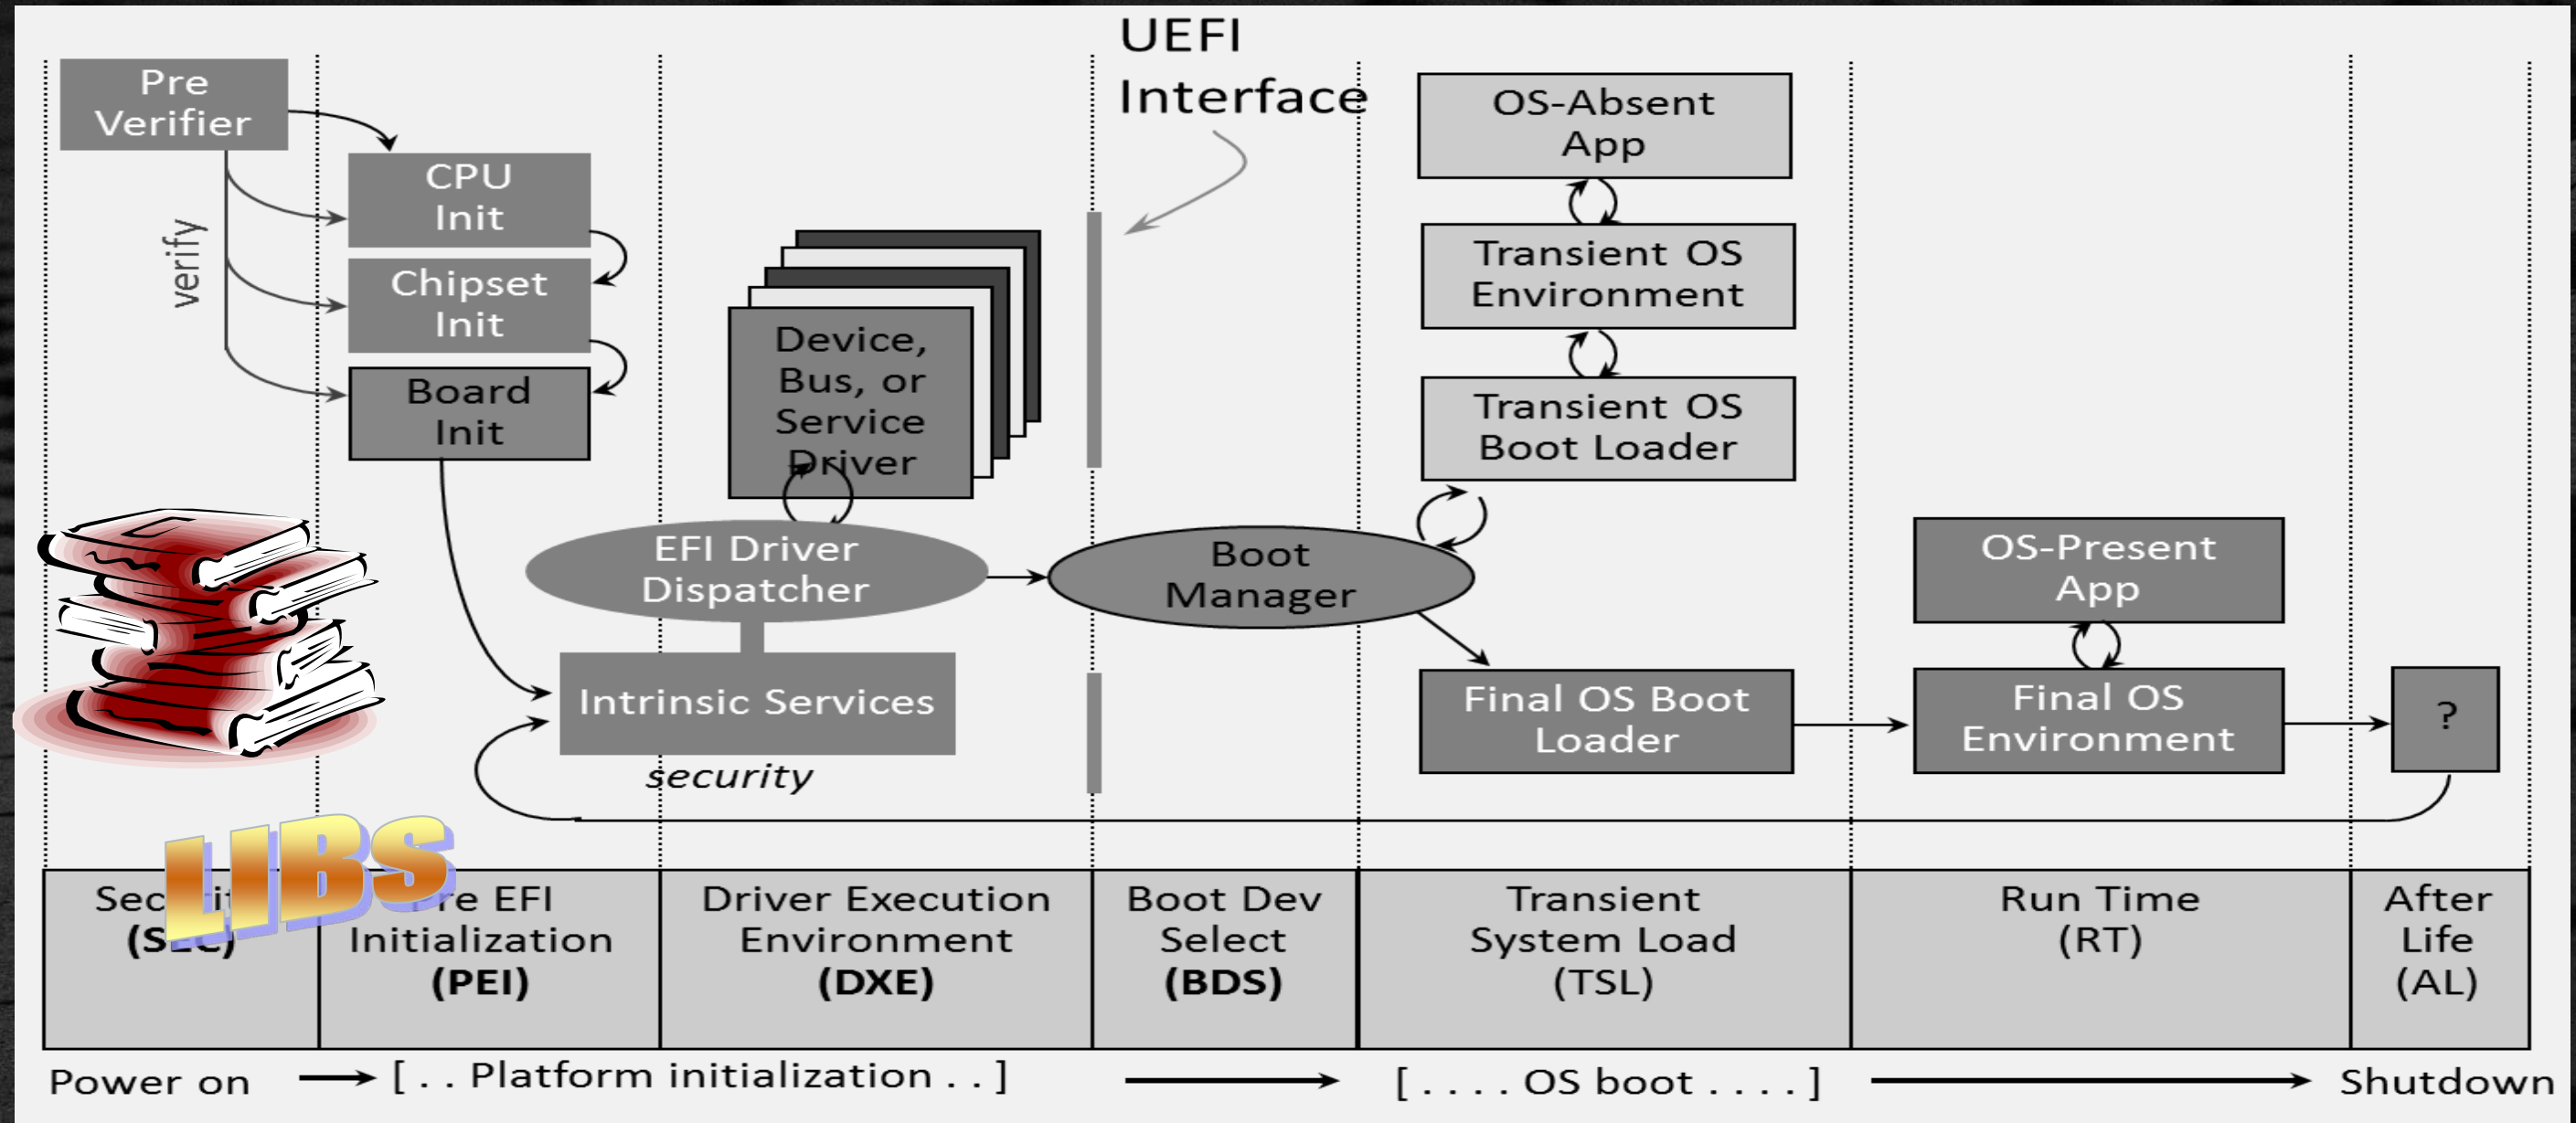 UEFI
Interface
Pre
Verifier
verify
CPU
Init
Chipset
Init
Board
Init
Device,
Bus, or
Service
Driver
EFI Driver
Dispatcher
Intrinsic Services
security
Boot
Manager
OS-Absent
App
Transient OS
Environment
Transient OS
Boot Loader
Final OS Boot
Loader
OS-Present
App
Final OS
Environment
?
LIBS
(SEC)
Pre EFI
Initialization
(PEI)
Driver Execution
Environment
(DXE)
Boot Dev
Select
(BDS)
Transient
System Load
(TSL)
Run Time
(RT)
After
Life
(AL)
Power on
[ . . Platform initialization . . ]
[ . . . . OS boot . . . . ]
Shutdown